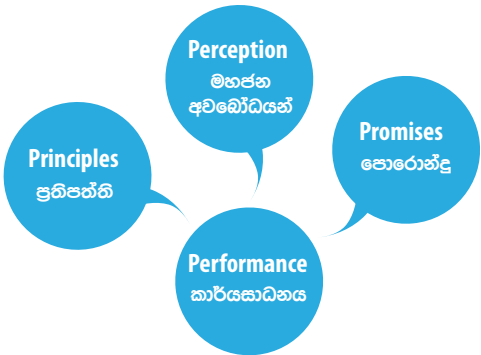 Perception
මහජන
අවබෝධයන්
Promises
පොරොන්දු
Principles
ප්‍රතිපත්ති
Performance
කාර්යසාධනය